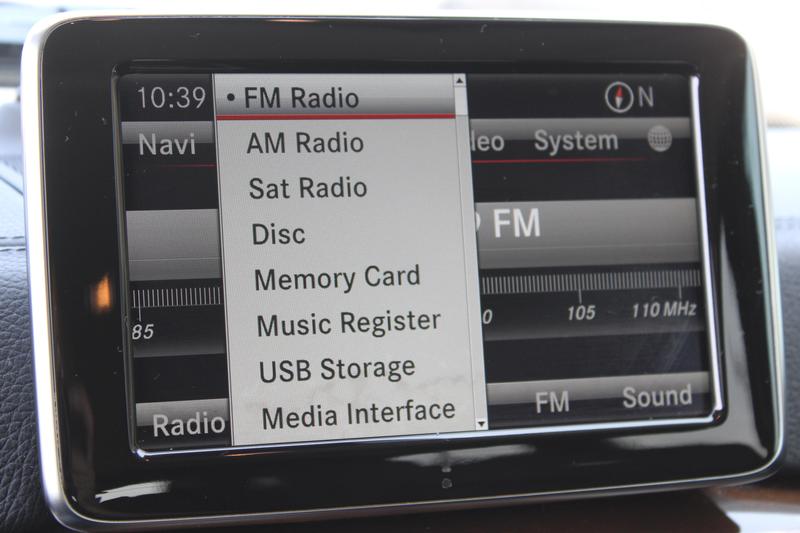 10:39
• FM Radio
N
Navi
AM Radio
deo
System
Sat Radio
Disc
FM
Memory Card
85
Music Register
0
105
110 MHz
USB Storage
Radio
Media Interface
FM
Sound